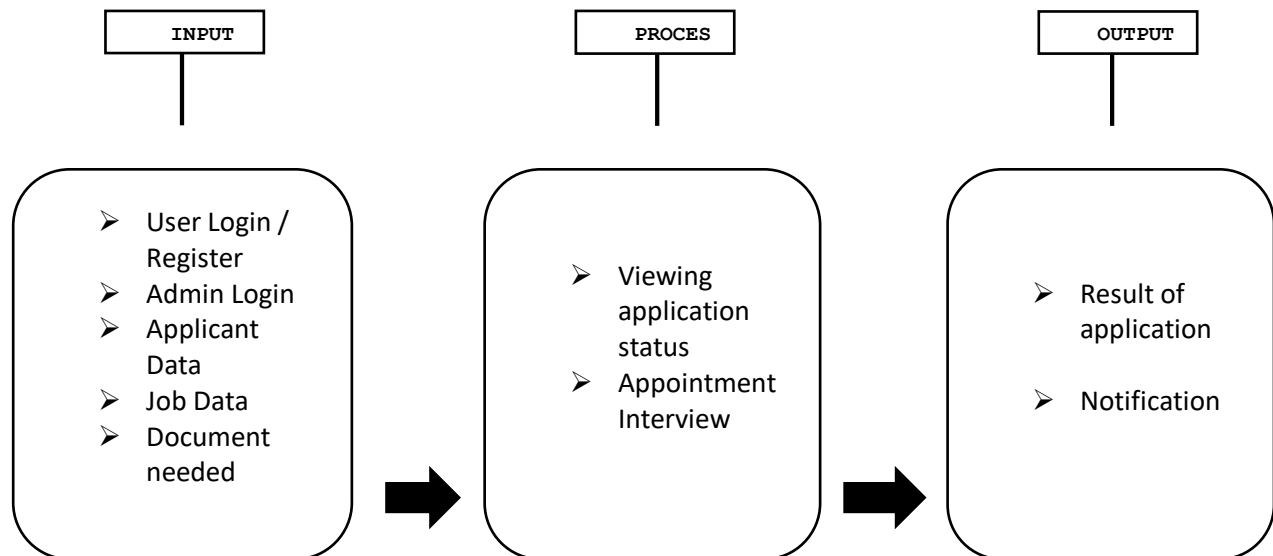 INPUT
PROCES
OUTPUT
➢ User Login /
Register
➢ Admin Login
➢ Applicant
Data
➢ Job Data
➢ Document
needed
➢ Viewing
application
status
➢ Appointment
Interview
➢ Result of
application
➢ Notification